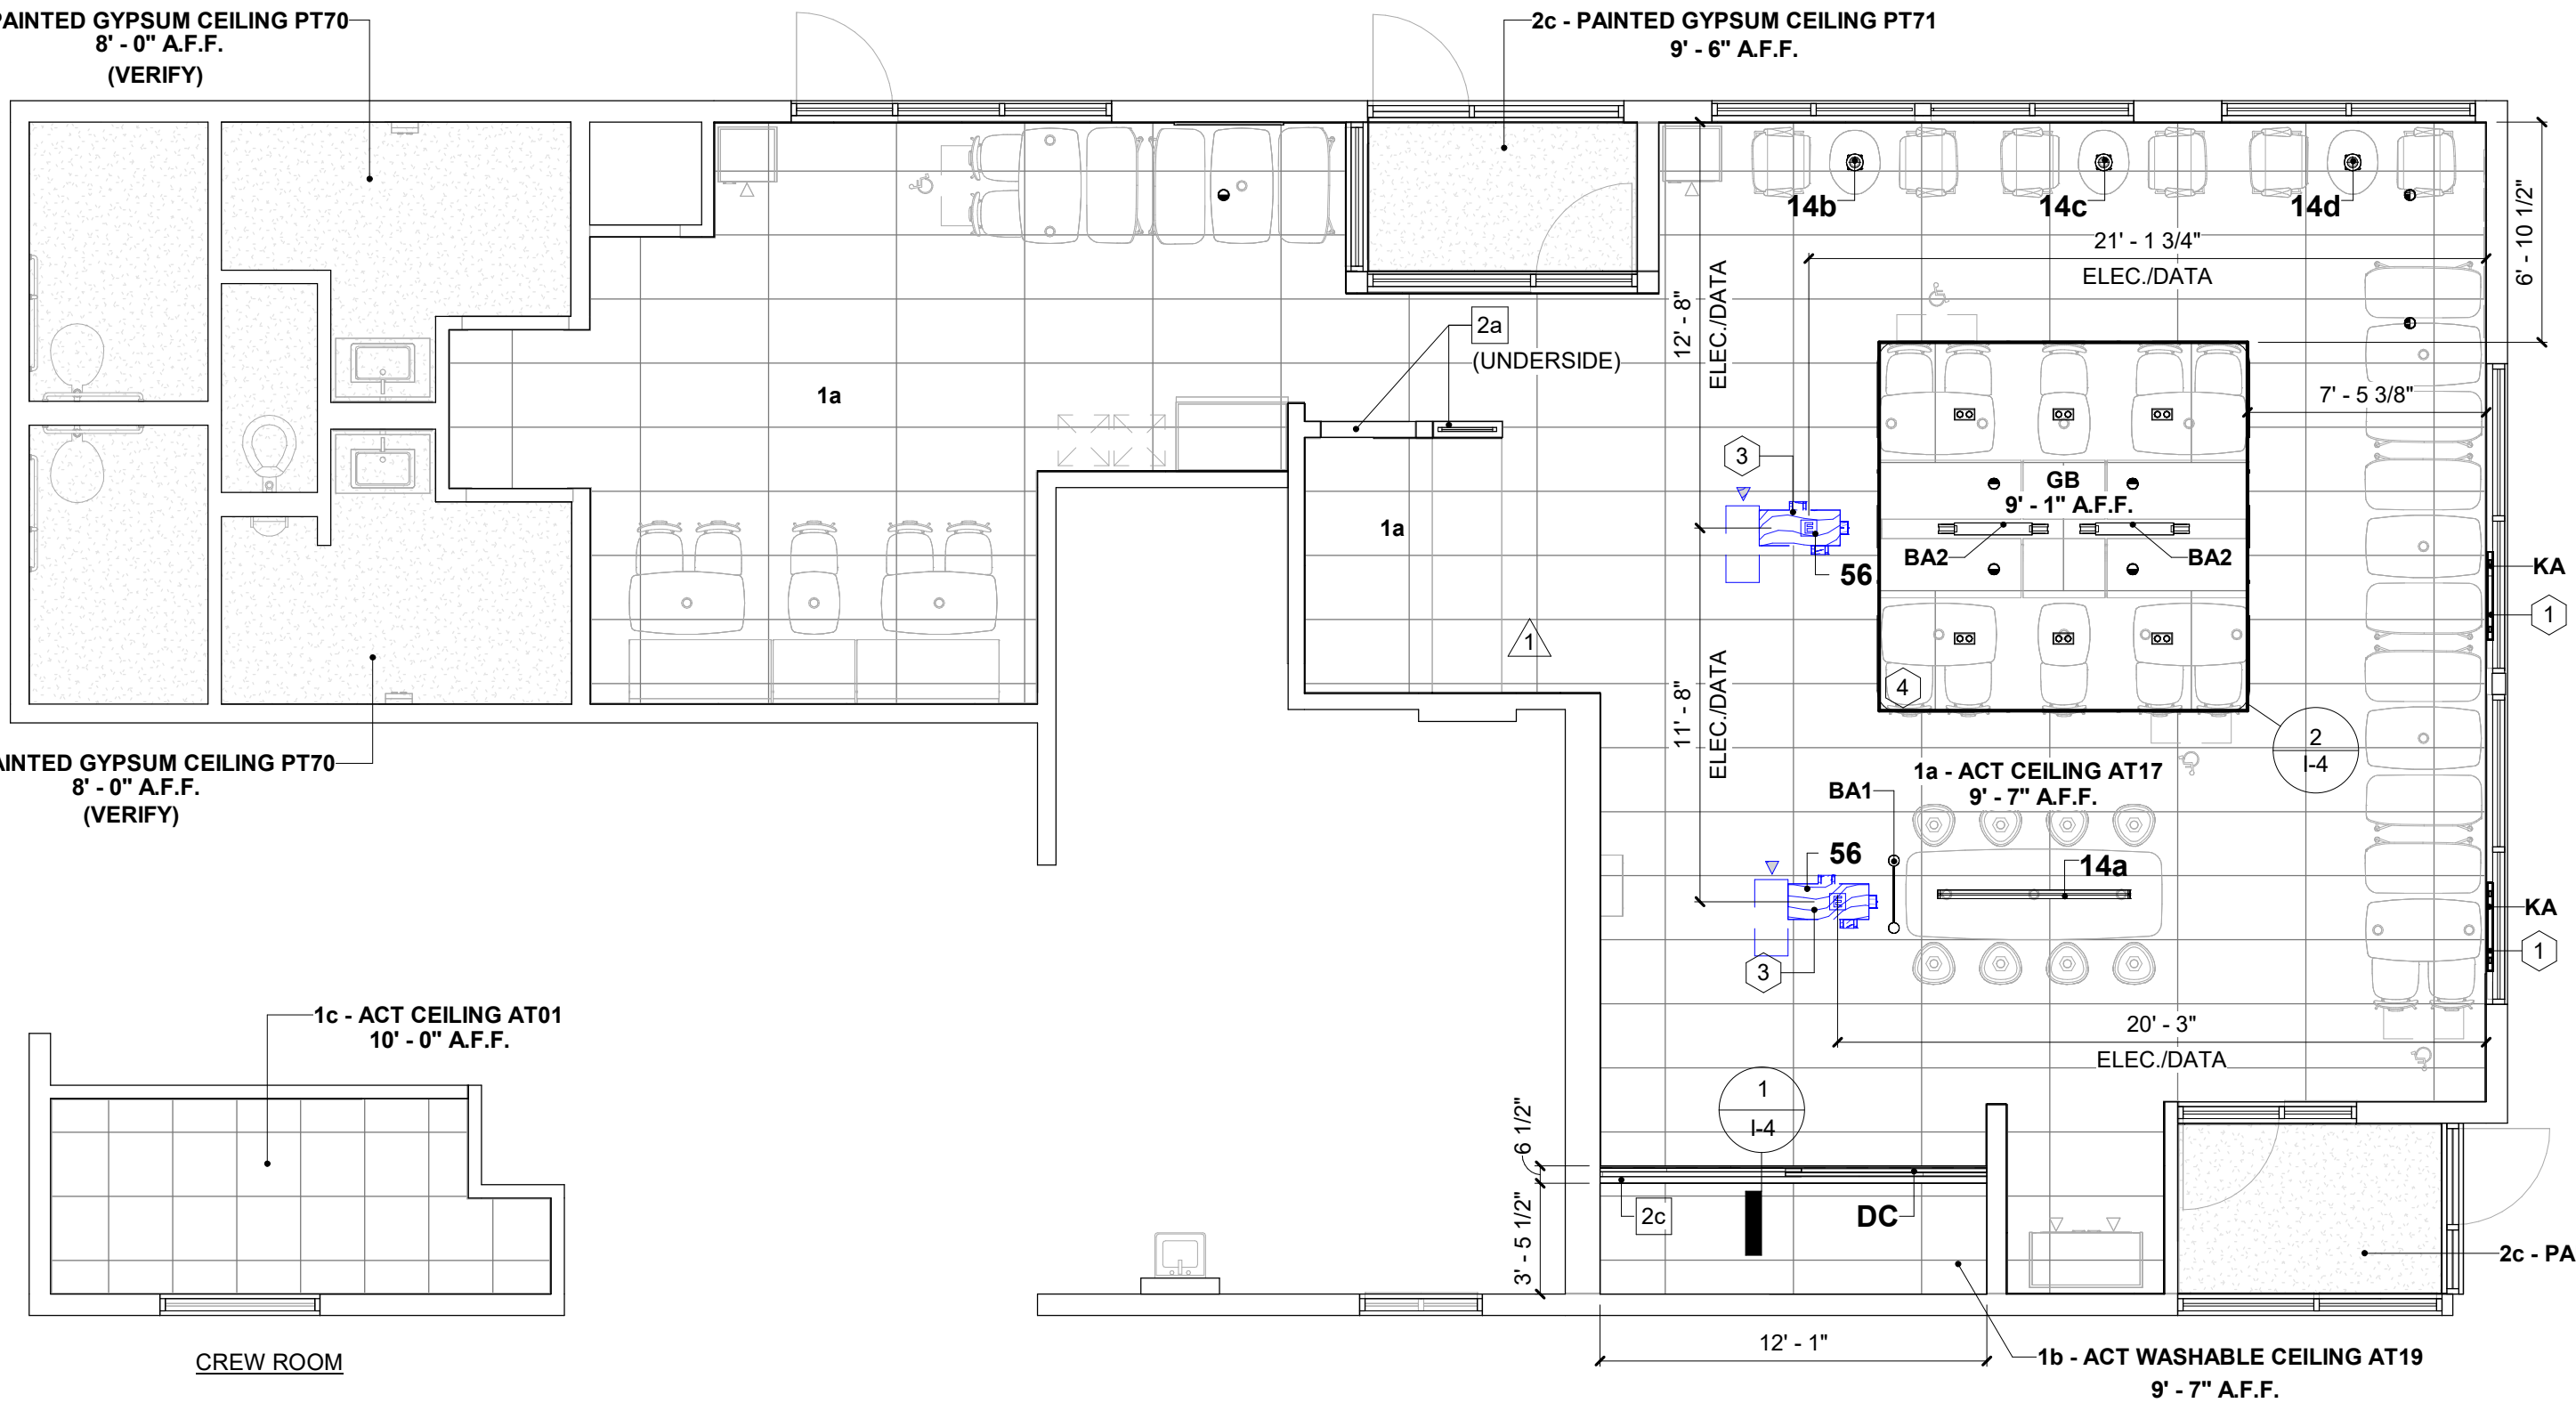 PAINTED GYPSUM CEILING PT70
8' - 0" A.F.F.
(VERIFY)
2c - PAINTED GYPSUM CEILING PT71
9' - 6" A.F.F.
14b
14c
14d
21' - 1 3/4"
ELEC./DATA
6' - 10 1/2"
12' - 8"
ELEC./DATA
2a
(UNDERSIDE)
1a
7' - 5 3/8"
3
GB
9' - 1" A.F.F.
1a
56
BA2
BA2
KA
1
1
4
11' - 8"
ELEC./DATA
2
I-4
AINTED GYPSUM CEILING PT70
8' - 0" A.F.F.
(VERIFY)
1a - ACT CEILING AT17
9' - 7" A.F.F.
BA1
56
14a
KA
3
1
1c - ACT CEILING AT01
10' - 0" A.F.F.
20' - 3"
ELEC./DATA
1
I-4
6 1/2"
3' - 5 1/2"
2c
DC
2c - PA
12' - 1"
1b - ACT WASHABLE CEILING AT19
9' - 7" A.F.F.
CREW ROOM